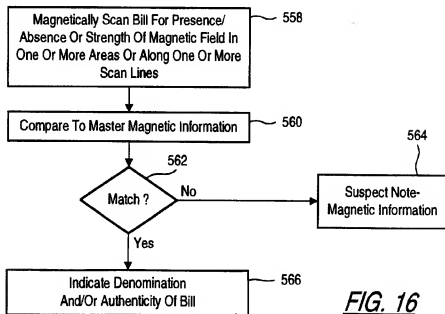 Magnetically Scan Bill For Presence/
Absence Or Strength Of Magnetic Field In
One Or More Areas Or Along One Or More
Scan Lines
558
Compare To Master Magnetic Information
560
562
Match ?
No
564
Suspect Note-
Magnetic Information
Yes
Indicate Denomination
And/Or Authenticity Of Bill
566
FIG. 16